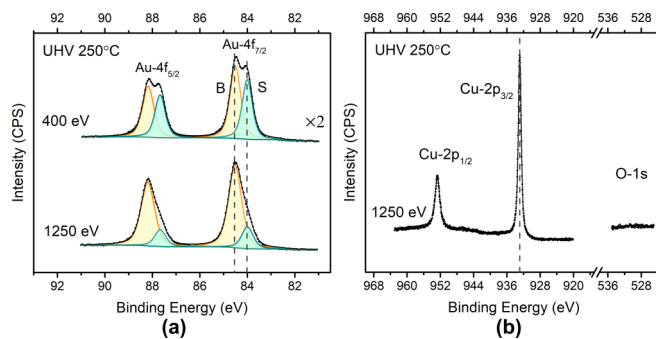 92 90 88 86 84 82
UHV 250°C
Au-4f7/2
Au-4f5/2
B
S
×2
400 eV
1250 eV
Intensity (CPS)
92 90 88 86 84 82
Binding Energy (eV)
(a)
968 960 952 944 936 928 920 536 528
UHV 250°C
Cu-2p3/2
Cu-2p1/2
O-1s
1250 eV
Intensity (CPS)
968 960 952 944 936 928 920 536 528
Binding Energy (eV)
(b)